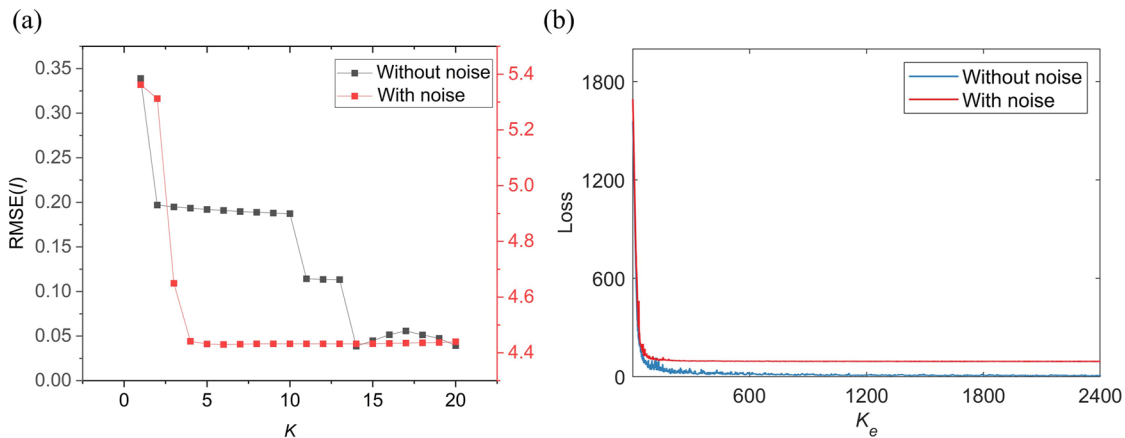 (a)
0.35
0.30
0.25
0.20
0.15
0.10
0.05
0.00
RMSE(I)
0
5
10
15
20
K
5.4
5.2
5.0
4.8
4.6
4.4
Without noise
With noise
(b)
1800
1200
600
0
Loss
600
1200
1800
2400
K_e
Without noise
With noise